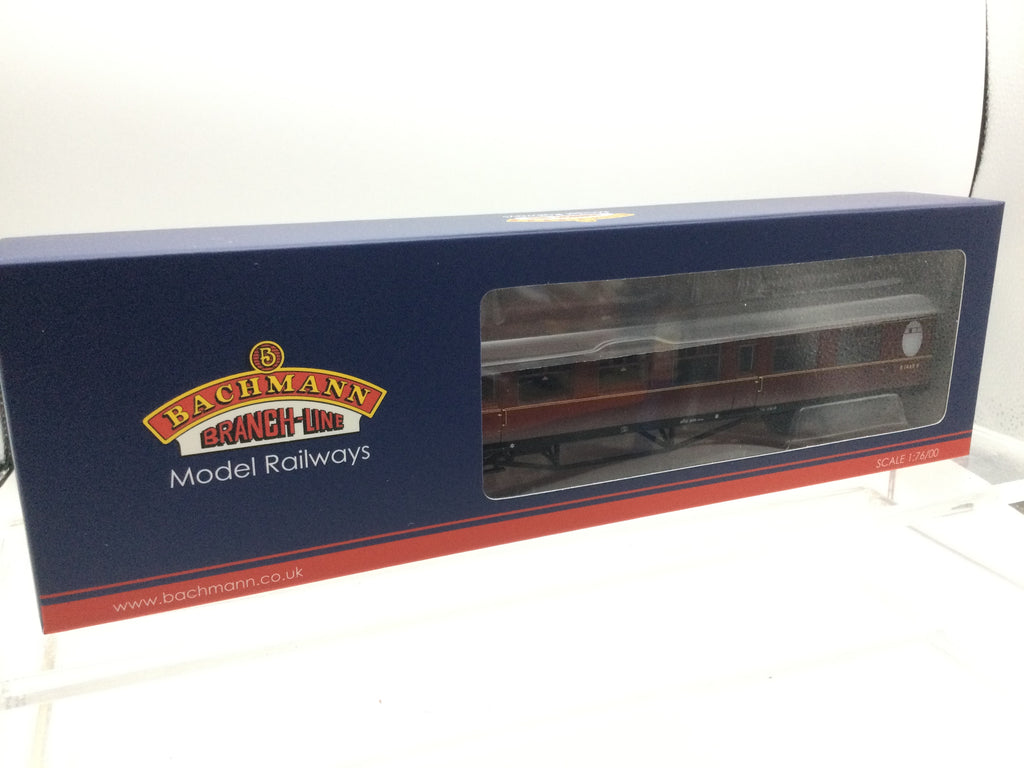 B
BACHMANN
BRANCH-LINE
Model Railways
SCALE 1:76/00
www.bachmann.co.uk